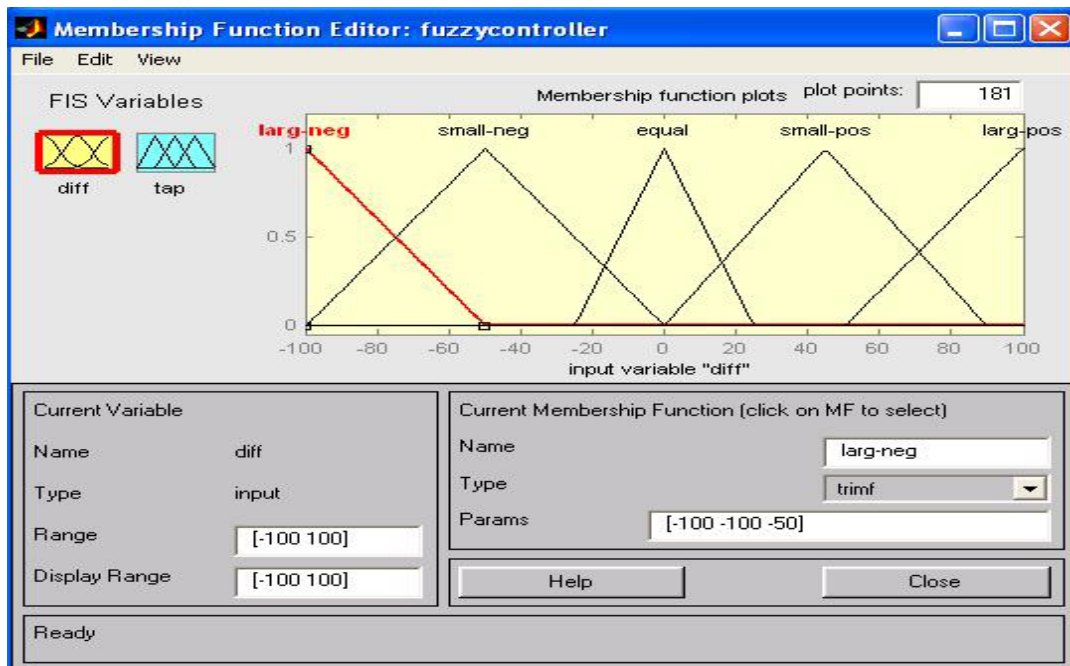 Membership Function Editor: fuzzycontroller
File Edit View
FIS Variables
Membership function plots plot points: 181
larg-neg small-neg equal small-pos larg-pos
diff tap
1
0.5
0
-100 -80 -60 -40 -20 0 20 40 60 80 100
input variable "diff"
Current Variable
Name diff
Type input
Range [-100 100]
Display Range [-100 100]
Current Membership Function (click on MF to select)
Name larg-neg
Type trimf
Params [-100 -100 -50]
Help Close
Ready